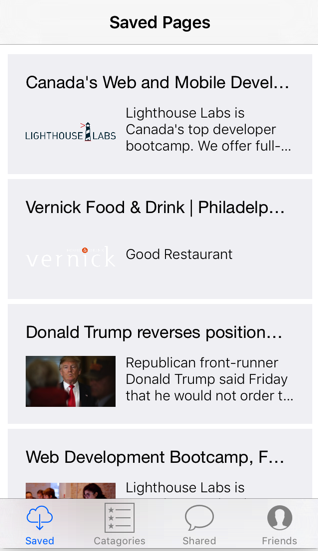 Saved Pages
Canada's Web and Mobile Devel...
LIGHTHOUSE LABS
Lighthouse Labs is
Canada's top developer
bootcamp. We offer full-...
Vernick Food & Drink | Philadelp...
vernick
Good Restaurant
Donald Trump reverses position...
Republican front-runner
Donald Trump said Friday
that he would not order t...
Web Development Bootcamp, F...
Lighthouse Labs is
Saved
Catagories
Shared
Friends